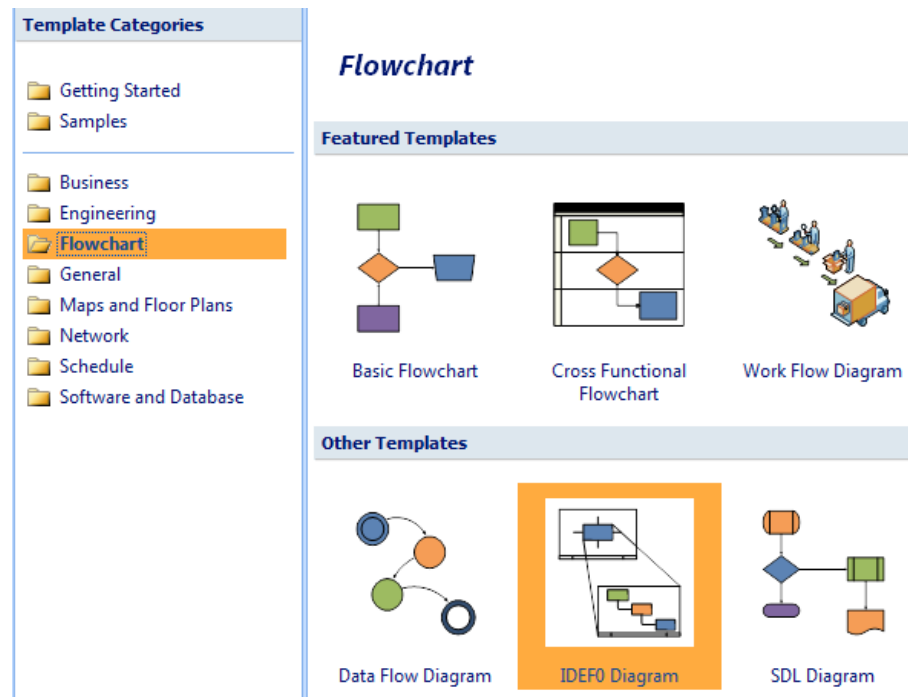 Template Categories
Getting Started
Samples
Business
Engineering
Flowchart
General
Maps and Floor Plans
Network
Schedule
Software and Database
Flowchart
Featured Templates
Basic Flowchart
Cross Functional
Flowchart
Work Flow Diagram
Other Templates
Data Flow Diagram
IDEF0 Diagram
SDL Diagram